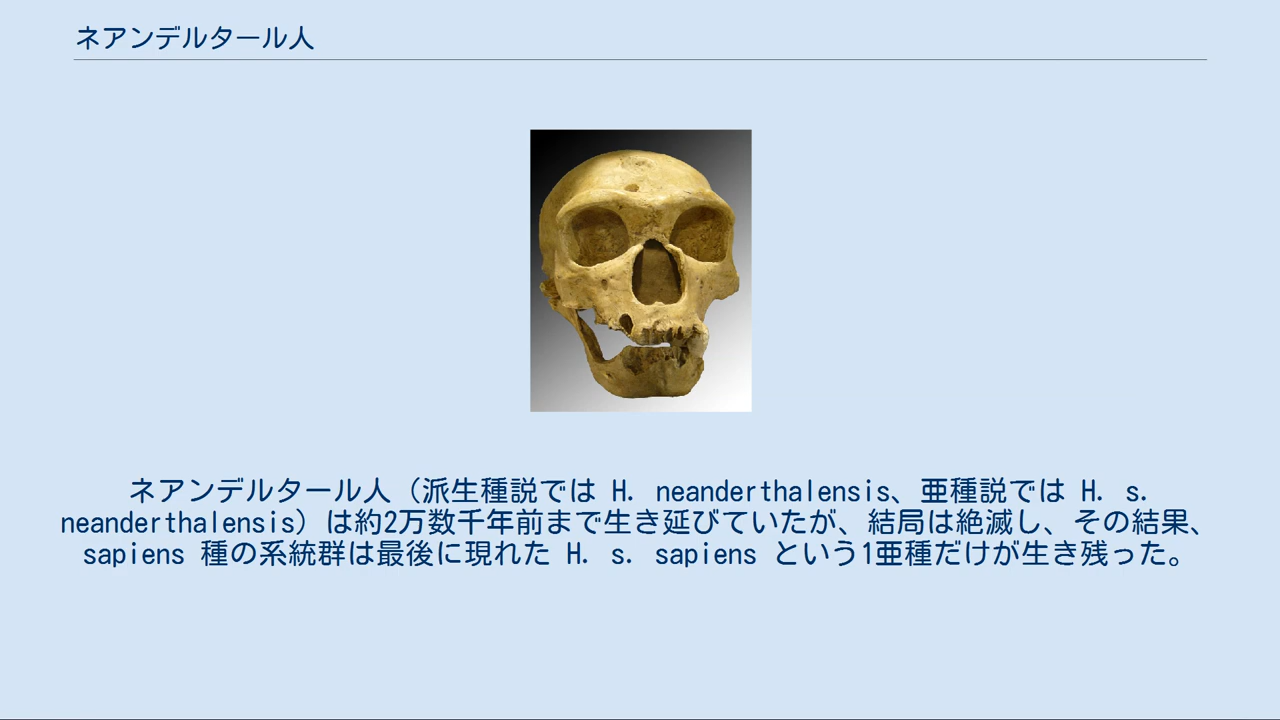 ネアンデルタール人
ネアンデルタール人（派生種説では H. neanderthalensis、亜種説では H. s.
neanderthalensis）は約2万数千年前まで生き延びていたが、結局は絶滅し、その結果、
sapiens 種の系統群は最後に現れた H. s. sapiens という1亜種だけが生き残った。